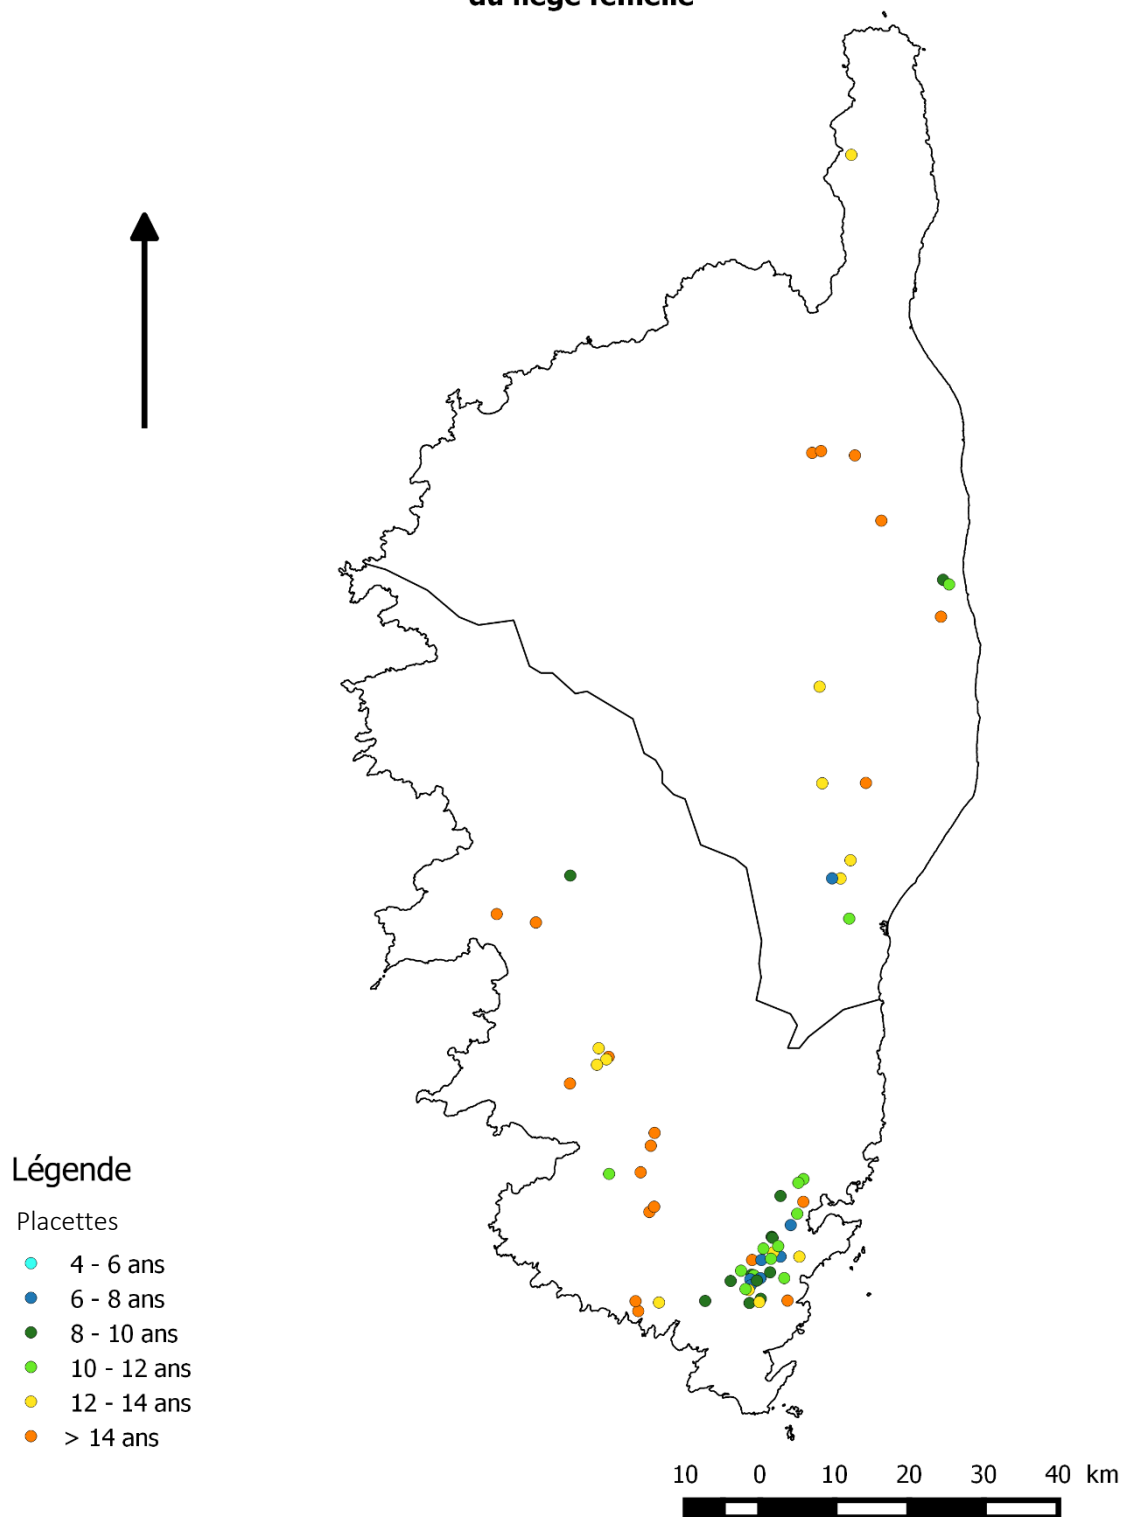 du liège femelle
Légende
Placettes
4 - 6 ans
6 - 8 ans
8 - 10 ans
10 - 12 ans
12 - 14 ans
> 14 ans
10 0 10 20 30 40 km